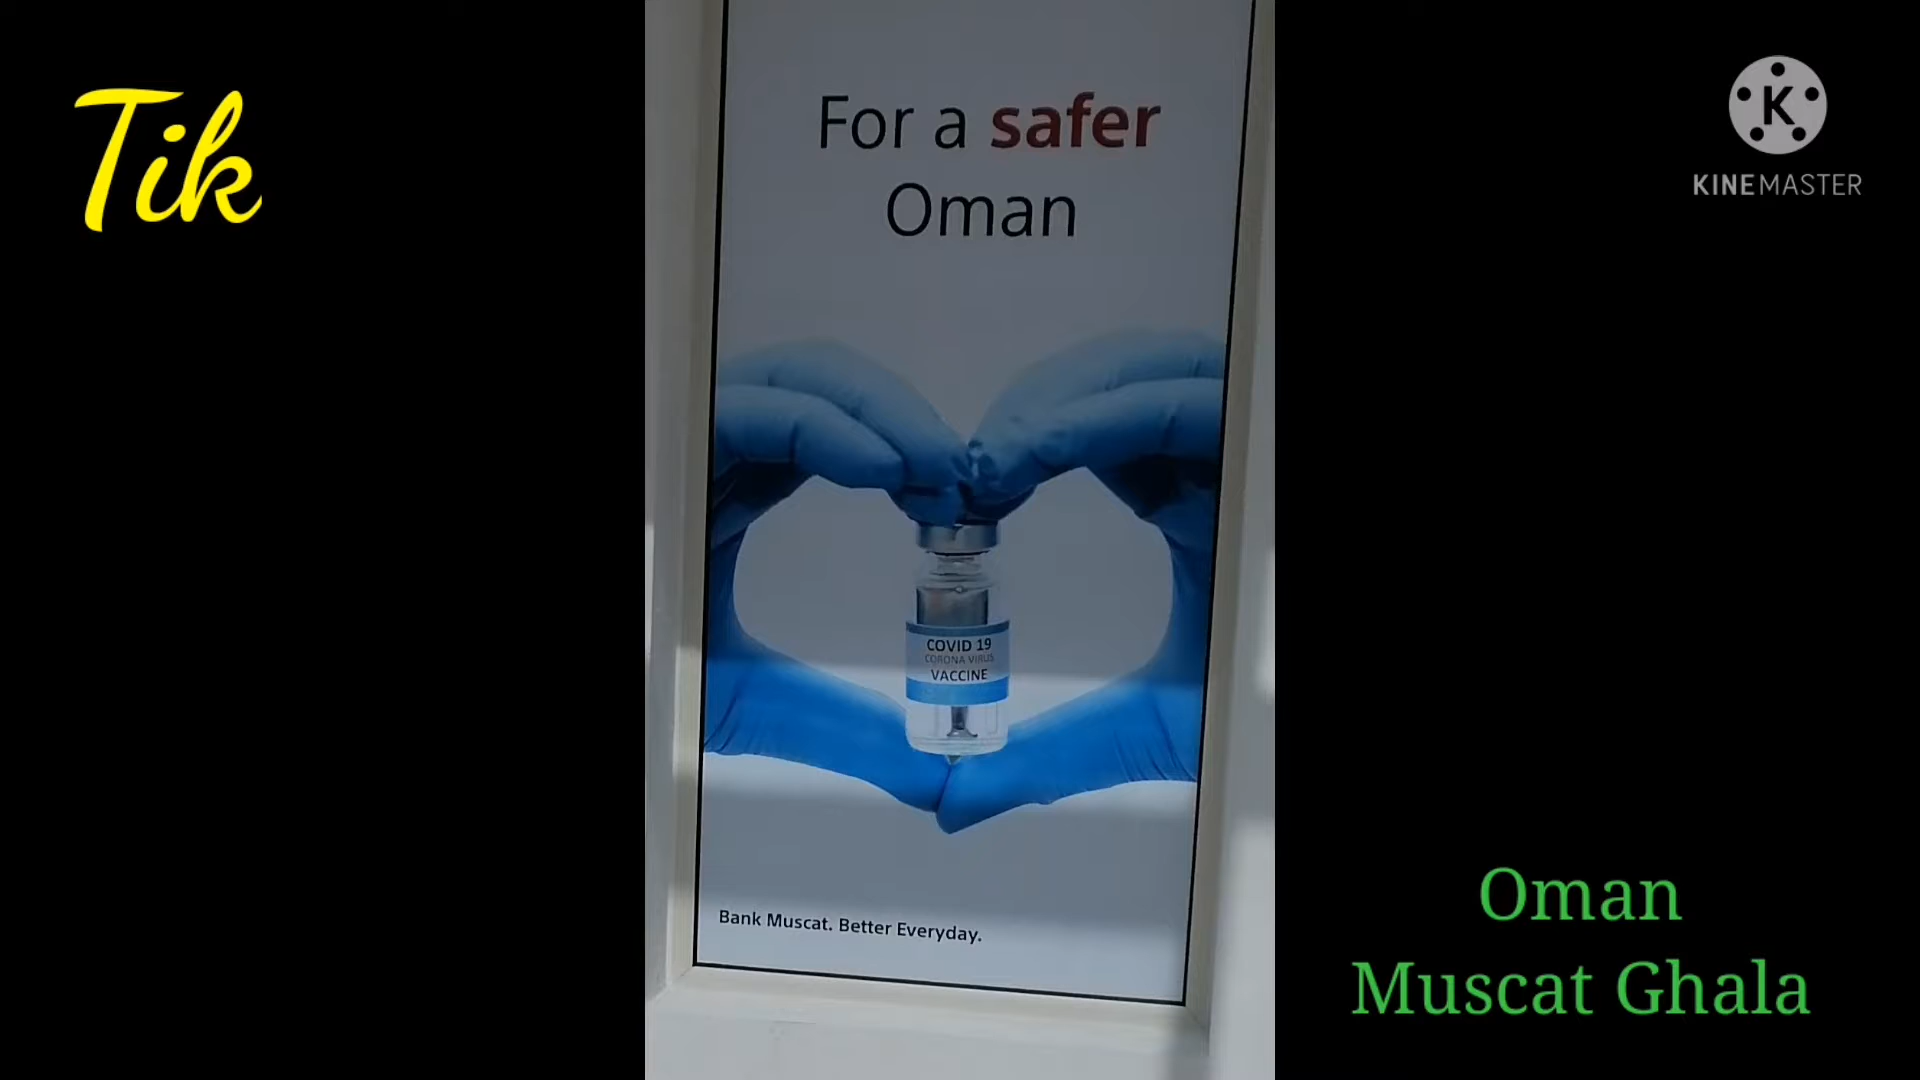 Tik
KINEMASTER
For a safer
Oman
COVID 19
CORONA VIRUS
VACCINE
Bank Muscat. Better Everyday.
Oman
Muscat Ghala